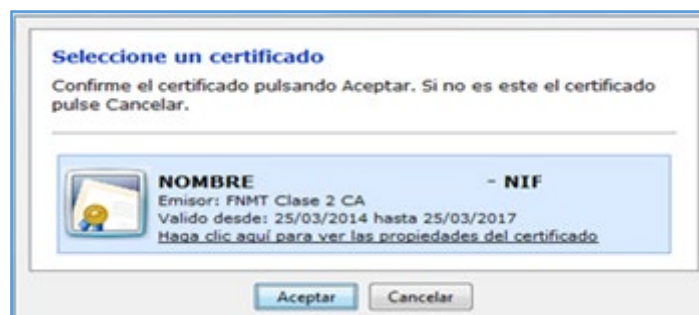 Seleccione un certificado
Confirme el certificado pulsando Aceptar. Si no es este el certificado
pulse Cancelar.
NOMBRE - NIF
Emisor: FNMT Clase 2 CA
Valido desde: 25/03/2014 hasta 25/03/2017
Haga clic aquí para ver las propiedades del certificado
Aceptar Cancelar